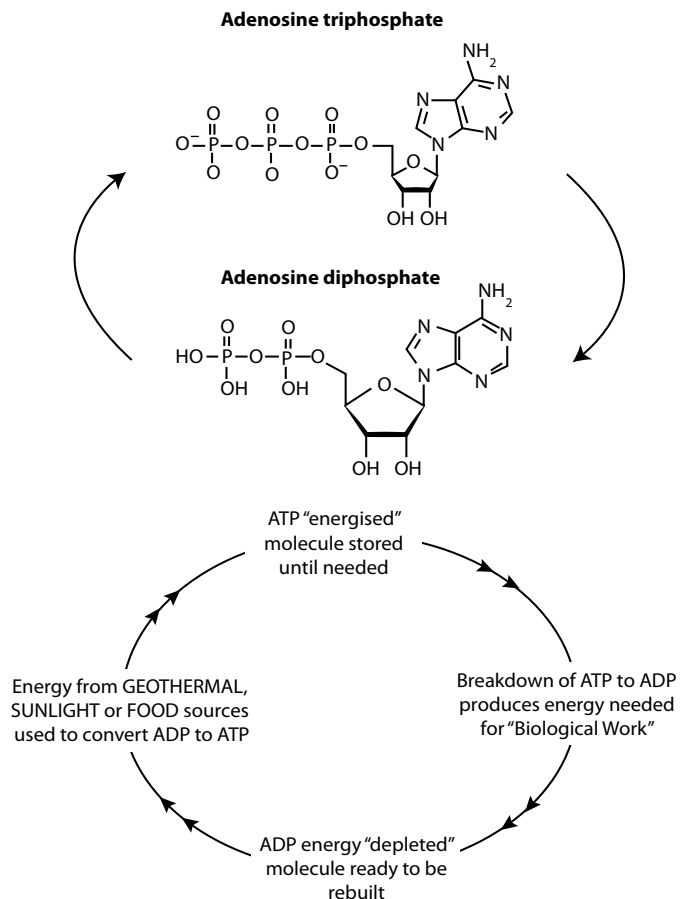 Adenosine triphosphate
NH2
N
N
N
N
O
O
O
O⁻
P
O
P
O
P
O
O
O
O
O⁻
OH
OH
Adenosine diphosphate
NH2
N
N
N
N
O
O
HO
P
O
P
O
O
OH
OH
OH
OH
ATP “energised”
molecule stored
until needed
Energy from GEOTHERMAL,
SUNLIGHT or FOOD sources
used to convert ADP to ATP
Breakdown of ATP to ADP
produces energy needed
for “Biological Work”
ADP energy “depleted”
molecule ready to be
rebuilt